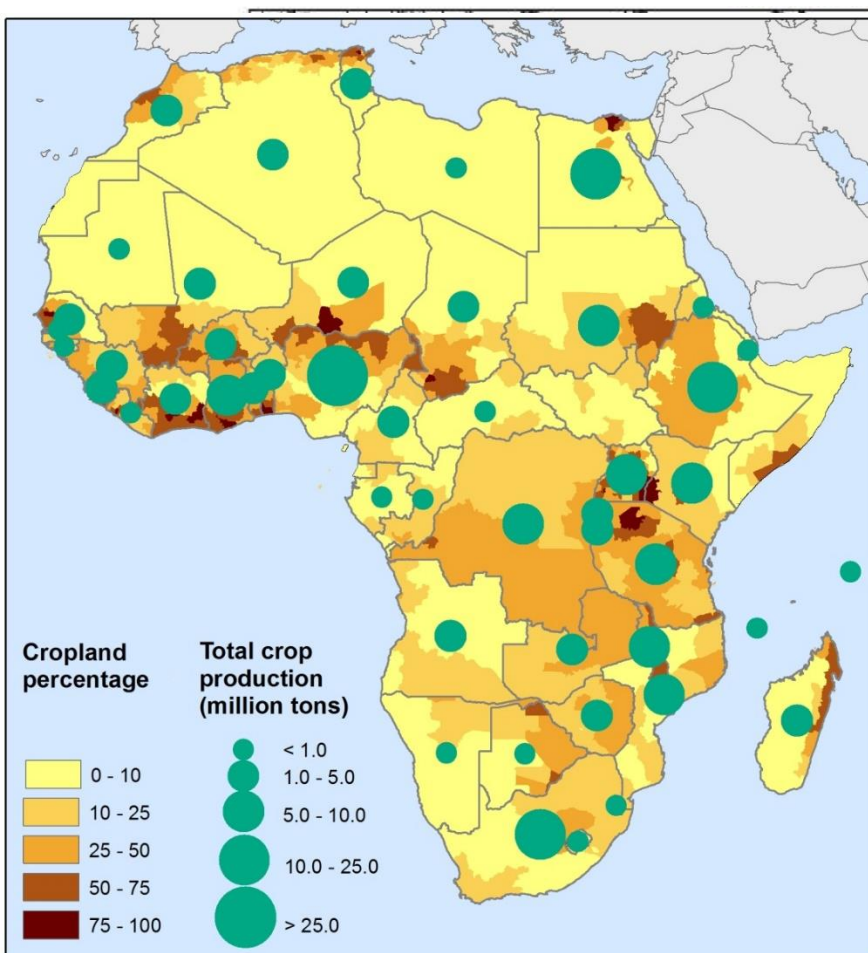 Cropland
percentage
0 - 10
10 - 25
25 - 50
50 - 75
75 - 100
Total crop
production
(million tons)
< 1.0
1.0 - 5.0
5.0 - 10.0
10.0 - 25.0
> 25.0